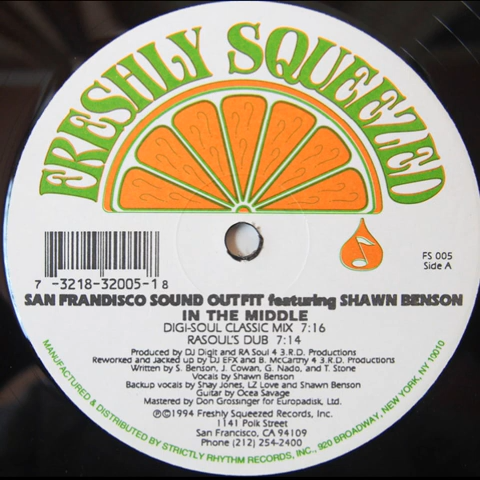 FRESHLY SQUEEZED
FS 005
Side A
7 -3218-32005-1 8
SAN FRANDISCO SOUND OUTFIT featuring SHAWN BENSON
IN THE MIDDLE
DIGI-SOUL CLASSIC MIX 7:16
RASOUL'S DUB 7:14
Produced by DJ Digit and RA Soul 4 3.R.D. Productions
Reworked and Jacked up by DJ EFX and B. McCarthy 4 3.R.D. Productions
Written by S. Benson, J. Cowan, G. Nado, and T. Stone
Vocals by Shawn Benson
Backup vocals by Shay Jones, LZ Love and Shawn Benson
Guitar by Ocea Savage
Mastered by Don Grossinger for Europadisk, Ltd.
Ⓟ©1994 Freshly Squeezed Records, Inc.
1141 Polk Street
San Francisco, CA 94109
Phone (212) 254-2400
MANUFACTURED & DISTRIBUTED BY STRICTLY RHYTHM RECORDS, INC., 920 BROADWAY, NEW YORK, NY 10010